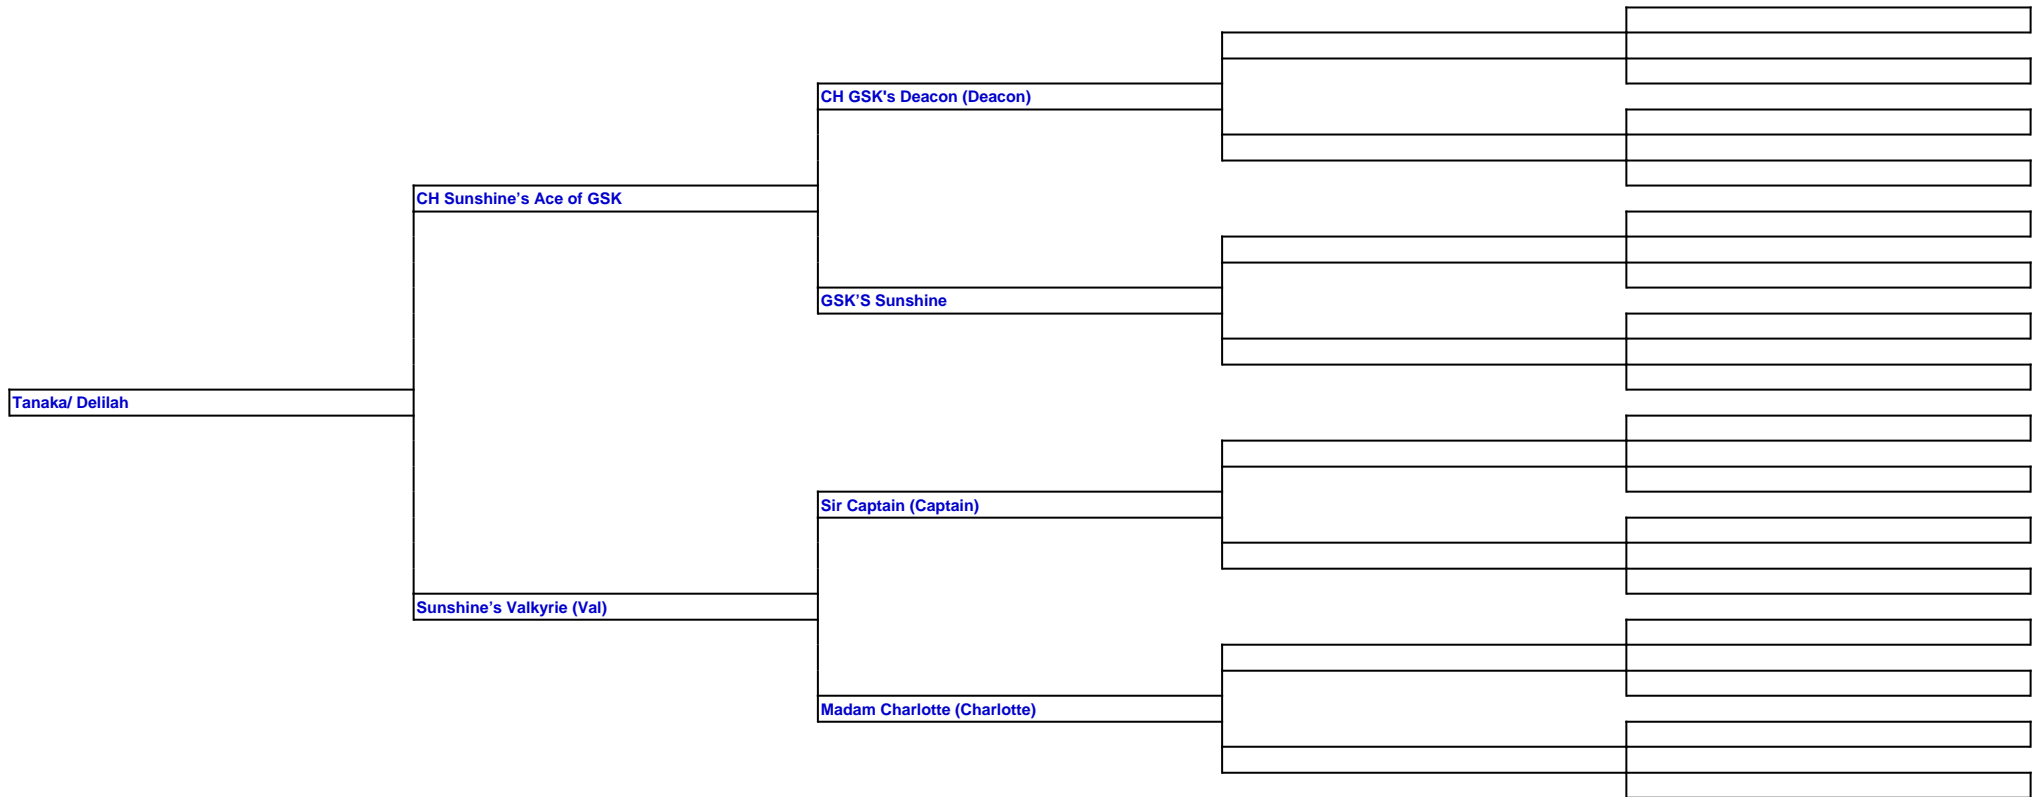 CH GSK's Deacon (Deacon)
CH Sunshine’s Ace of GSK
GSK’S Sunshine
Tanaka/ Delilah
Sir Captain (Captain)
Sunshine’s Valkyrie (Val)
Madam Charlotte (Charlotte)